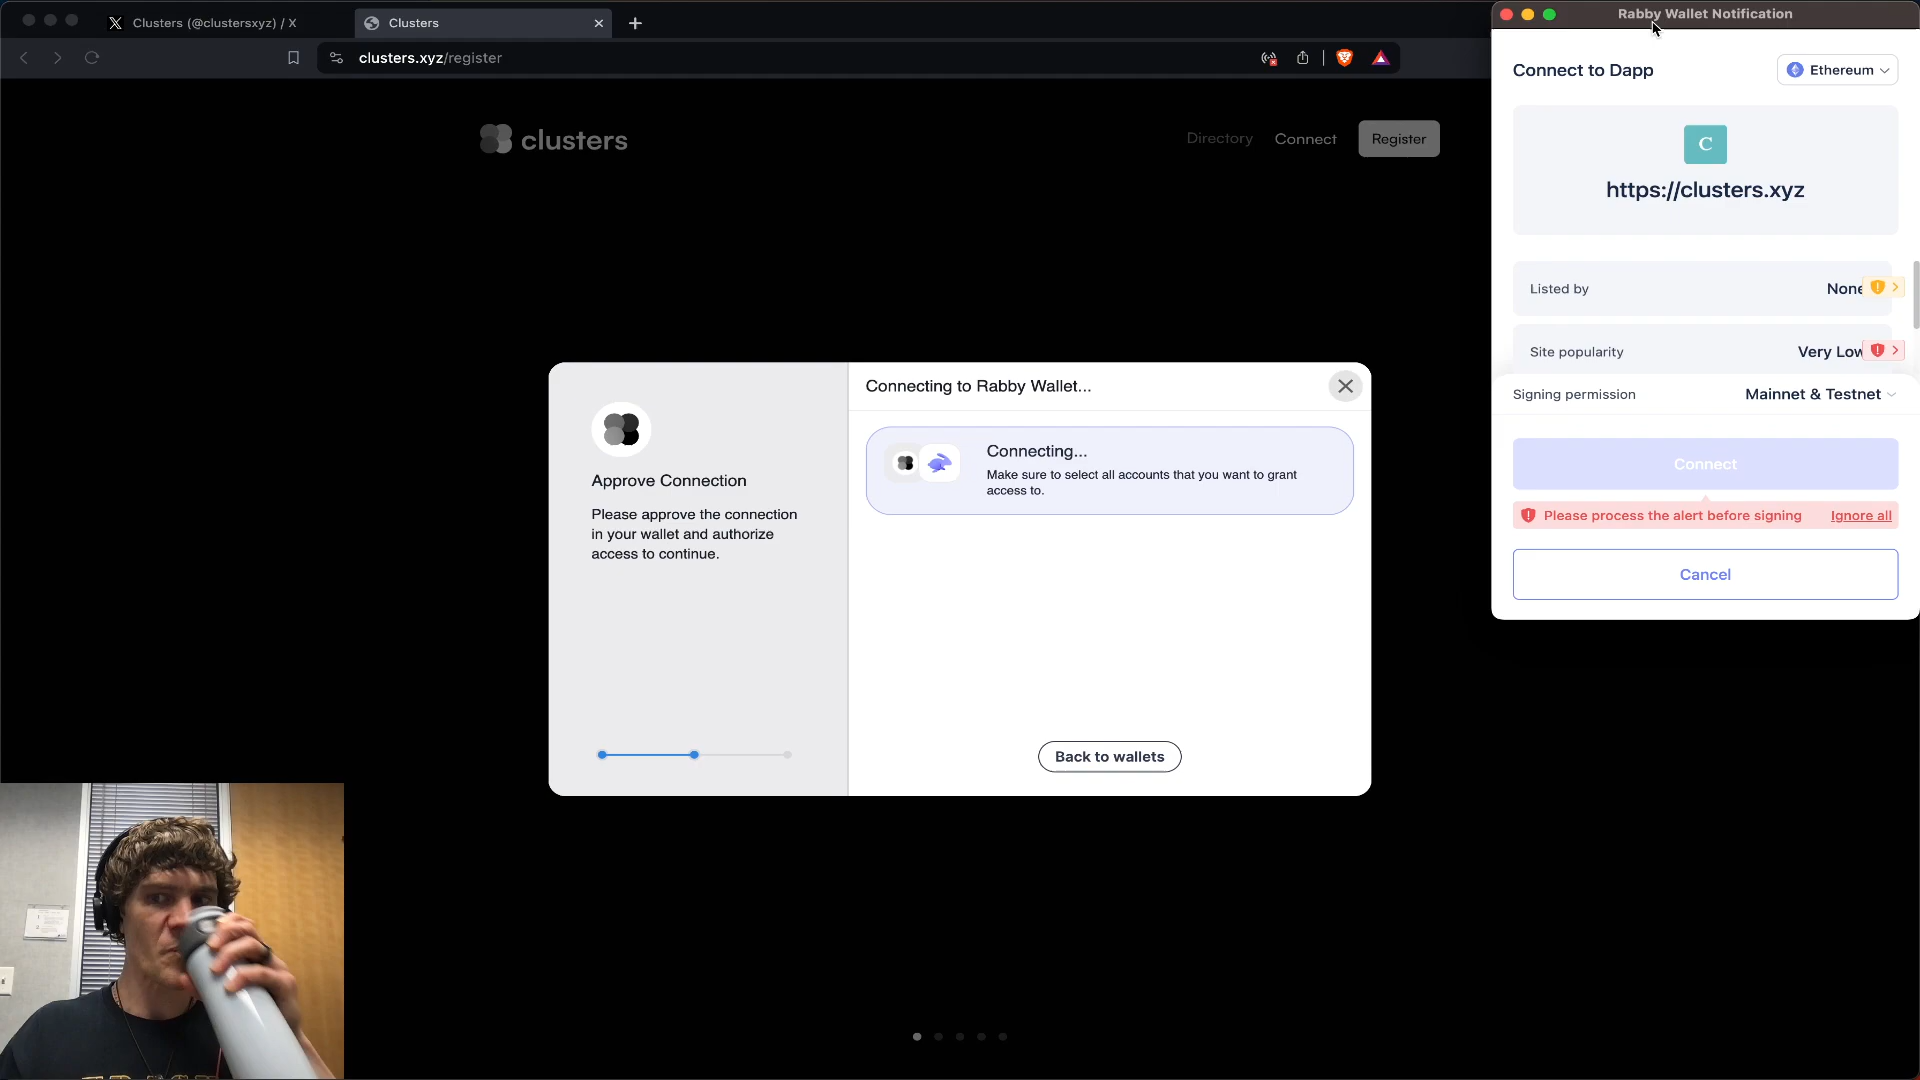 Clusters (@clustersxyz) / X
Clusters
clusters.xyz/register
clusters
Directory
Connect
Register
Approve Connection
Please approve the connection
in your wallet and authorize
access to continue.
Connecting to Rabby Wallet...
Connecting...
Make sure to select all accounts that you want to grant
access to.
Back to wallets
Rabby Wallet Notification
Connect to Dapp
Ethereum
C
https://clusters.xyz
Listed by
None
Site popularity
Very Low
Signing permission
Mainnet & Testnet
Connect
Please process the alert before signing
Ignore all
Cancel